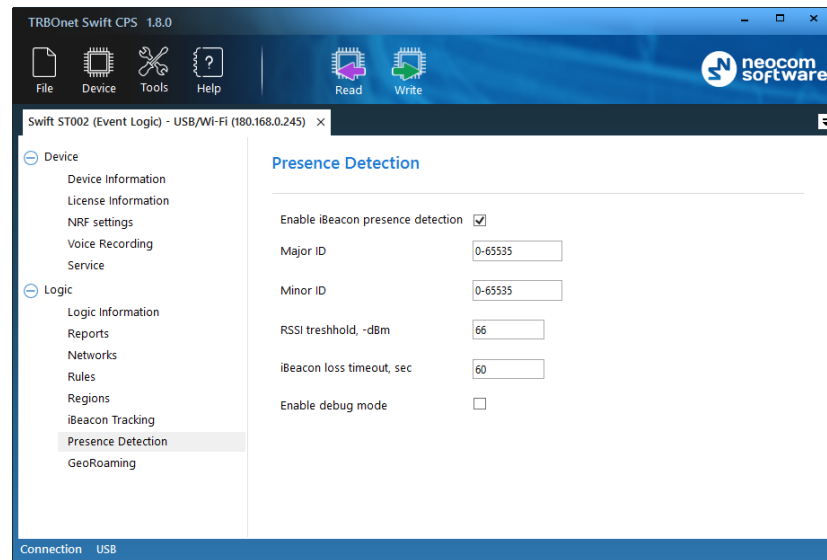 TRBOnet Swift CPS 1.8.0
File Device Tools Help Read Write
neocom
software
Swift ST002 (Event Logic) - USB/Wi-Fi (180.168.0.245) ×
Device
Device Information
License Information
NRF settings
Voice Recording
Service
Logic
Logic Information
Reports
Networks
Rules
Regions
iBeacon Tracking
Presence Detection
GeoRoaming
Presence Detection
Enable iBeacon presence detection
Major ID 0-65535
Minor ID 0-65535
RSSI treshhold, -dBm 66
iBeacon loss timeout, sec 60
Enable debug mode
Connection USB